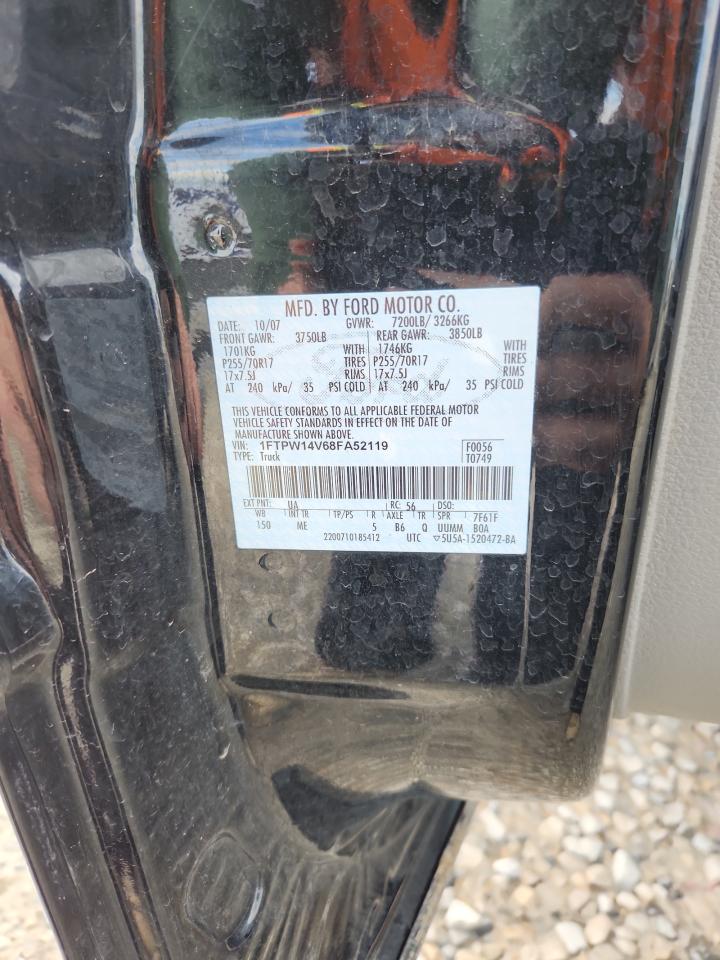 MFD. BY FORD MOTOR CO.
DATE: 10/07 GVWR: 7200LB/ 3266KG
FRONT GAWR: 3750LB REAR GAWR: 3850LB
1701KG WITH 1746KG WITH
P255/70R17 TIRES P255/70R17 TIRES
17x7.5J RIMS 17x7.5J RIMS
AT 240 kPa/ 35 PSI COLD AT 240 kPa/ 35 PSI COLD
THIS VEHICLE CONFORMS TO ALL APPLICABLE FEDERAL MOTOR
VEHICLE SAFETY STANDARDS IN EFFECT ON THE DATE OF
MANUFACTURE SHOWN ABOVE.
VIN: 1FTPW14V68FA52119 F0056
TYPE: Truck T0749
EXT PNT: UA RC: 56 DSO:
WB INT TR TP/PS R AXLE TR SPR 7F61F
150 ME 5 B6 Q UUMM BOA
2200710185412 UTC ▽5U5A-1520472-BA